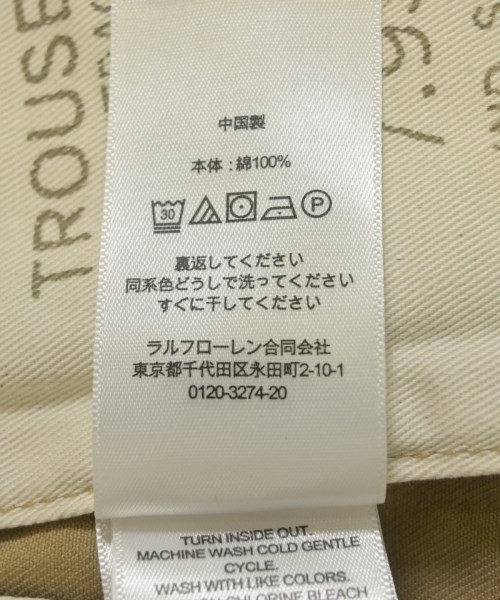 TROUSE
7.9
中国製
本体:綿100%
30 P
裏返してください
同系色どうしで洗ってください
すぐに干してください
ラルフローレン合同会社
東京都千代田区永田町2-10-1
0120-3274-20
TURN INSIDE OUT.
MACHINE WASH COLD GENTLE
CYCLE.
WASH WITH LIKE COLORS.
CHLORINE BLEACH